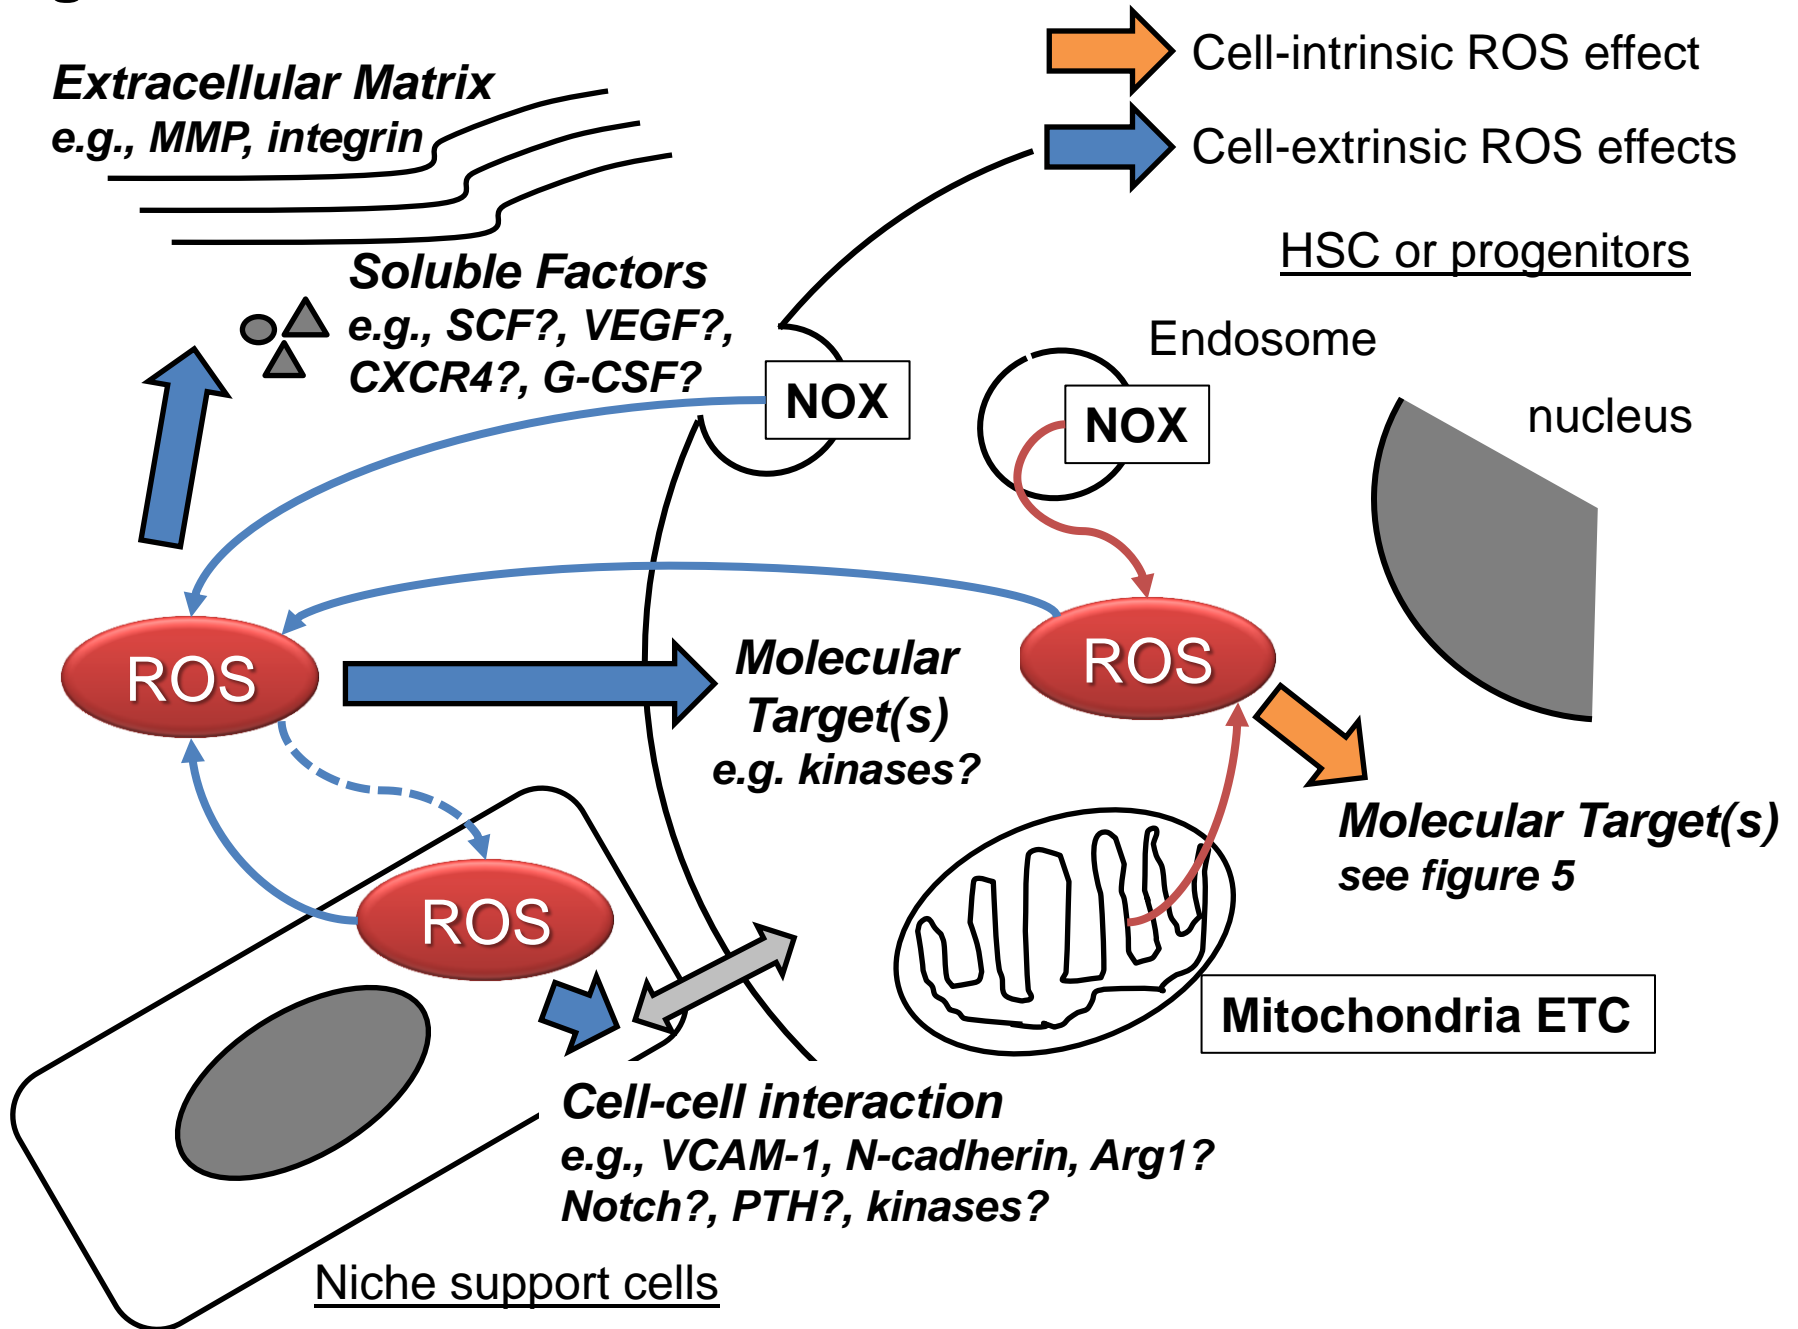 Cell-intrinsic ROS effect
Cell-extrinsic ROS effects
Extracellular Matrix
e.g., MMP, integrin
HSC or progenitors
Soluble Factors
e.g., SCF?, VEGF?,
CXCR4?, G-CSF?
Endosome
NOX
NOX
nucleus
ROS
Molecular
Target(s)
e.g. kinases?
ROS
Molecular Target(s)
see figure 5
ROS
Mitochondria ETC
Cell-cell interaction
e.g., VCAM-1, N-cadherin, Arg1?
Notch?, PTH?, kinases?
Niche support cells